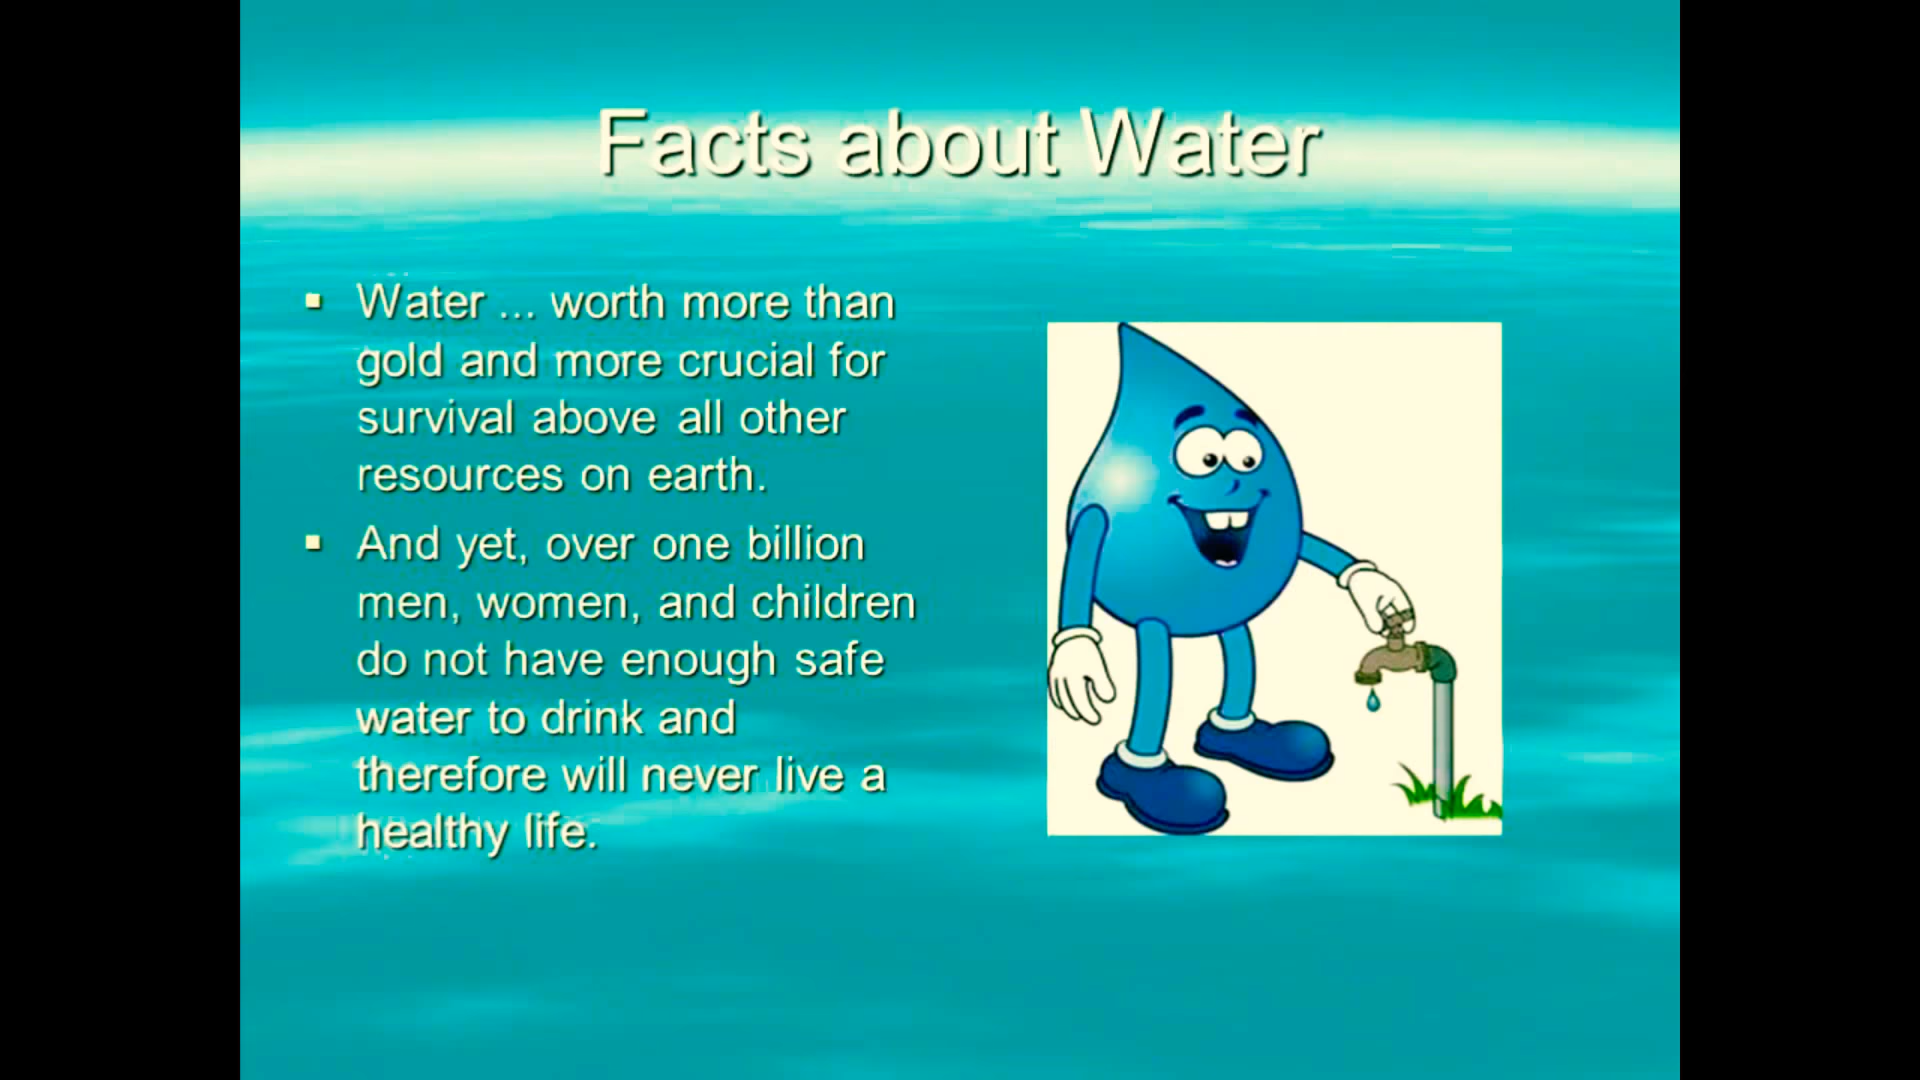 Facts about Water
▪ Water ... worth more than
gold and more crucial for
survival above all other
resources on earth.
▪ And yet, over one billion
men, women, and children
do not have enough safe
water to drink and
therefore will never live a
healthy life.